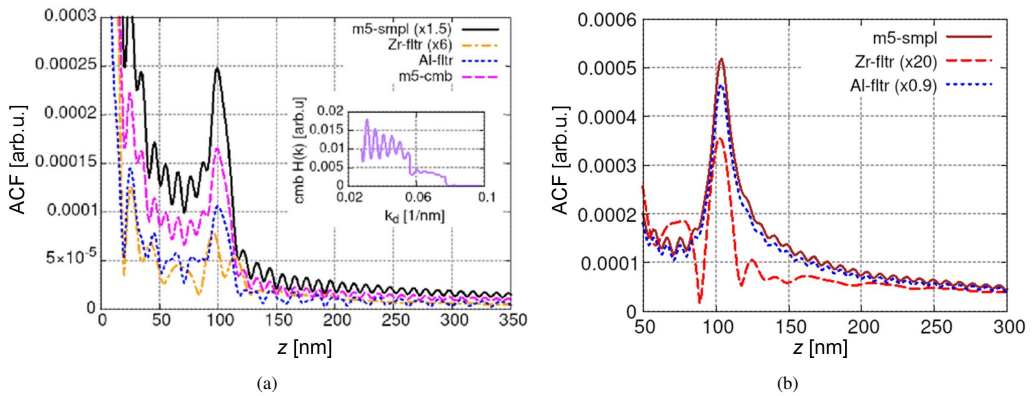 0.0003
0.00025
0.0002
0.00015
0.0001
5×10⁻⁵
0
ACF [arb.u.]
m5-smpl (x1.5)
Zr-fltr (x6)
Al-fltr
m5-cmb
cmb H(k) [arb.u]
0.02
0.015
0.01
0.005
0
0.02 0.06 0.1
k_d [1/nm]
0 50 100 150 200 250 300 350
z [nm]
(a)
0.0006
0.0005
0.0004
0.0003
0.0002
0.0001
0
ACF [arb.u.]
m5-smpl
Zr-fltr (x20)
Al-fltr (x0.9)
50 100 150 200 250 300
z [nm]
(b)